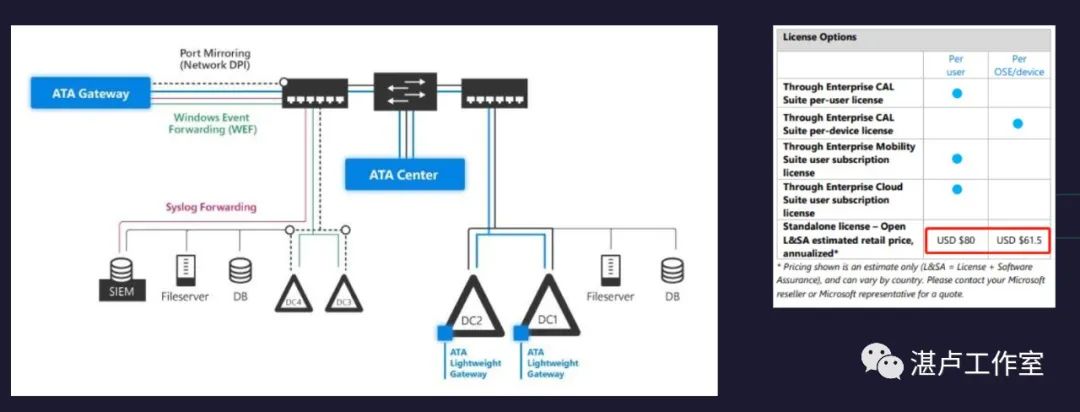 Port Mirroring
(Network DPI)
ATA Gateway
Windows Event
Forwarding (WEF)
ATA Center
Syslog Forwarding
SIEM
Fileserver
DB
DC4
DC3
DC2
DC1
Fileserver
DB
ATA
Lightweight
Gateway
ATA
Lightweight
Gateway
License Options
Per
user
Per
OSE/device
Through Enterprise CAL
Suite per-user license
Through Enterprise CAL
Suite per-device license
Through Enterprise Mobility
Suite user subscription
license
Through Enterprise Cloud
Suite user subscription
license
Standalone license – Open
L&SA estimated retail price,
annualized*
USD $80
USD $61.5
* Pricing shown is an estimate only (L&SA = License + Software
Assurance), and can vary by country. Please contact your Microsoft
reseller or Microsoft representative for a quote.
湛卢工作室